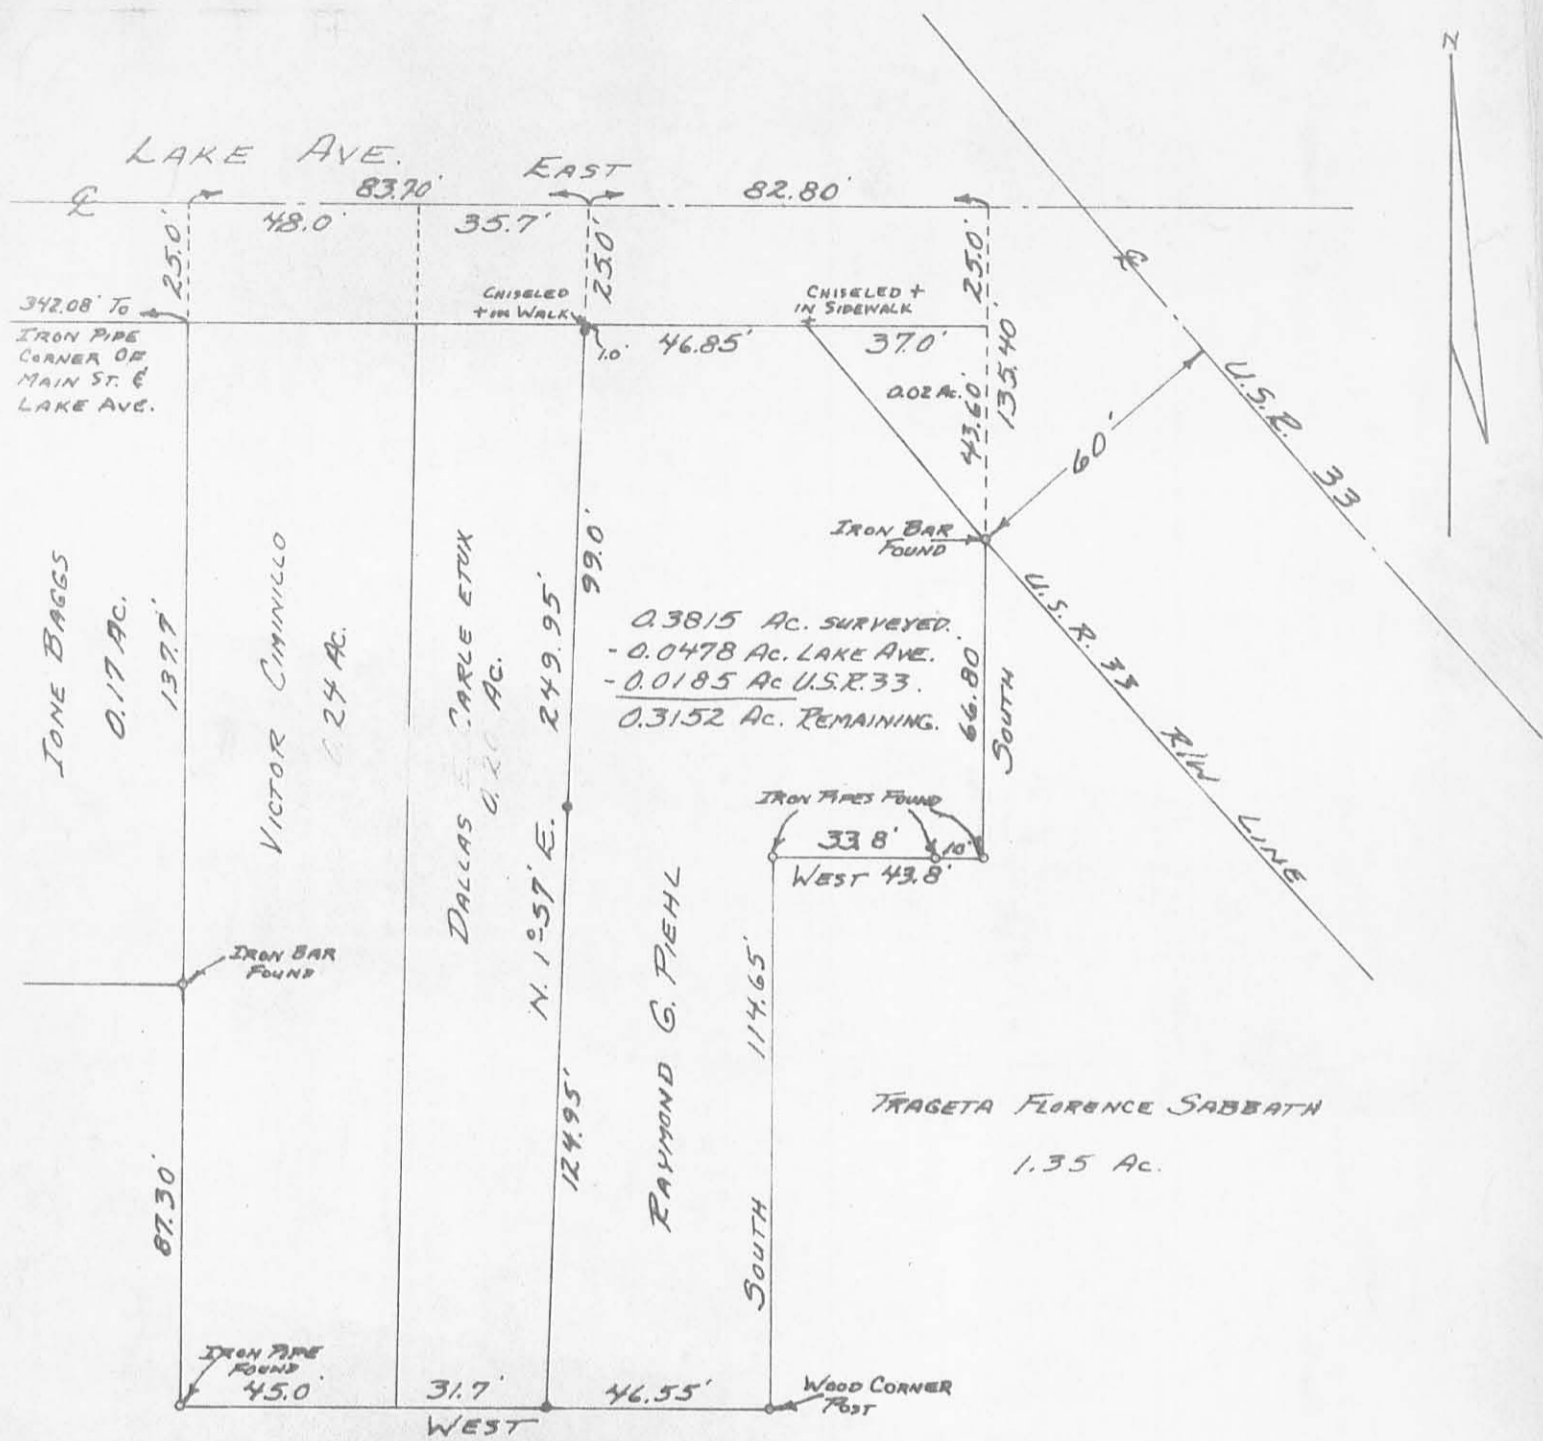 N
LAKE AVE.
EAST
℄
83.70'
82.80'
48.0'
35.7'
25.0'
25.0'
25.0'
342.08' TO
IRON PIPE
CORNER OF
MAIN ST. &
LAKE AVE.
CHISELED
+ IN WALK
1.0'
46.85'
CHISELED +
IN SIDEWALK
37.0'
0.02 AC.
43.60'
135.40'
℄
60'
U.S.R. 33
IRON BAR
FOUND
U.S.R. 33 R/W LINE
IONE BAGGS
0.17 AC.
137.7'
VICTOR CIMINILLO
.24 AC.
DALLAS CARLE ETUX
0.20 AC.
N. 1°-57' E. 249.95'
99.0'
0.3815 AC. SURVEYED.
- 0.0478 AC. LAKE AVE.
- 0.0185 AC U.S.R. 33.
0.3152 AC. REMAINING.
66.80'
SOUTH
IRON PIPES FOUND
33.8'
10'
WEST 43.8'
IRON BAR
FOUND
RAYMOND G. PIEHL
124.95'
SOUTH 114.65'
TRAGETA FLORENCE SABBATH
1.35 AC.
87.30'
IRON PIPE
FOUND
45.0'
31.7'
46.55'
WEST
WOOD CORNER
POST